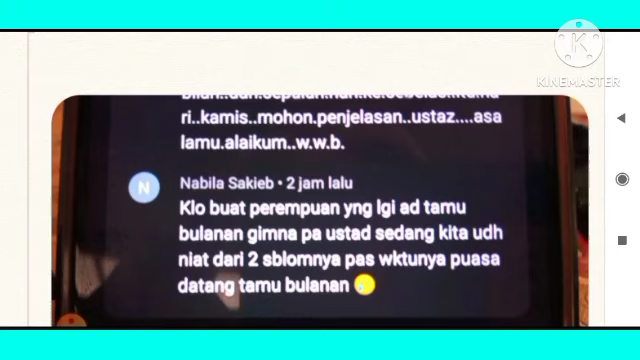 KINEMASTER
ri..kamis..mohon.penjelasan..ustaz....asa
lamu.alaikum..w.w.b.
N
Nabila Sakieb • 2 jam lalu
Klo buat perempuan yng lgi ad tamu
bulanan gimna pa ustad sedang kita udh
niat dari 2 sblomnya pas wktunya puasa
datang tamu bulanan